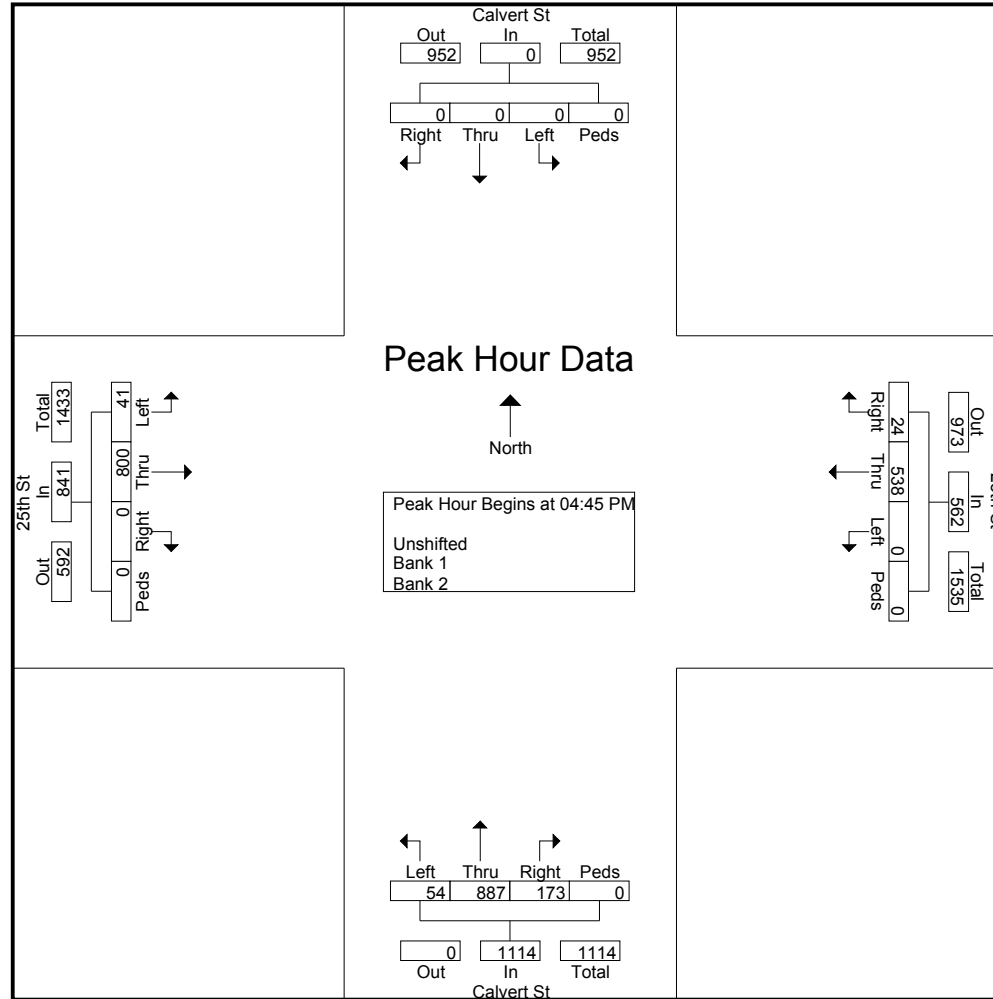 Calvert St
Out In Total
952 0 952
0 0 0 0
Right Thru Left Peds
Peak Hour Data
North
Peak Hour Begins at 04:45 PM
Unshifted
Bank 1
Bank 2
25th St
Total In Out
1433 841 592
41 800 0 0
Left Thru Right Peds
Right Thru Left Peds
24 538 0 0
Out In Total
973 562 1535
Left Thru Right Peds
54 887 173 0
0 1114 1114
Out In Total
Calvert St